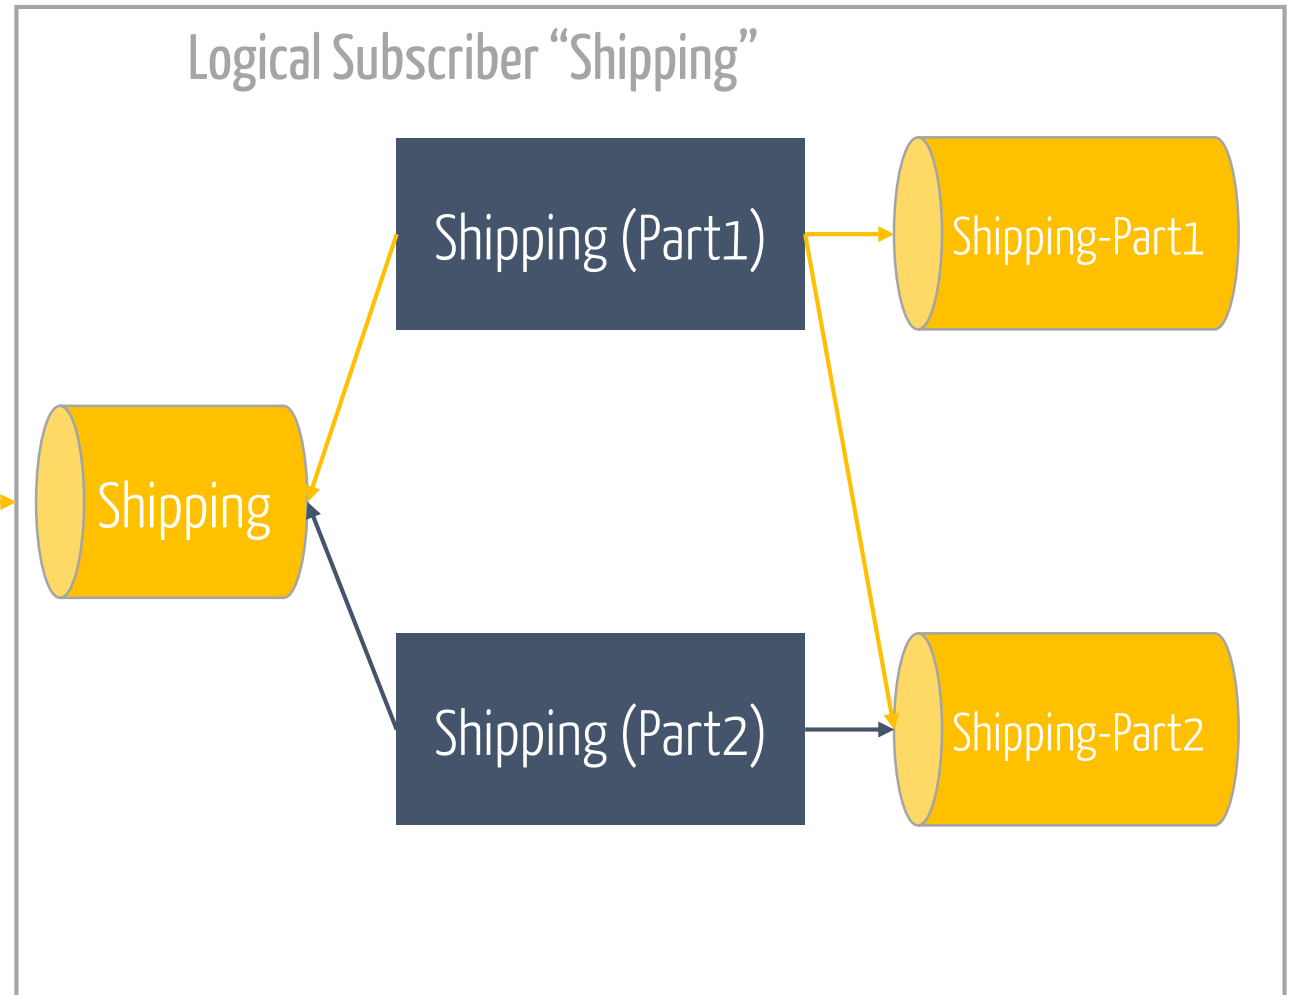 Logical Subscriber “Shipping”
Shipping (Part1)
Shipping-Part1
Shipping
Shipping (Part2)
Shipping-Part2